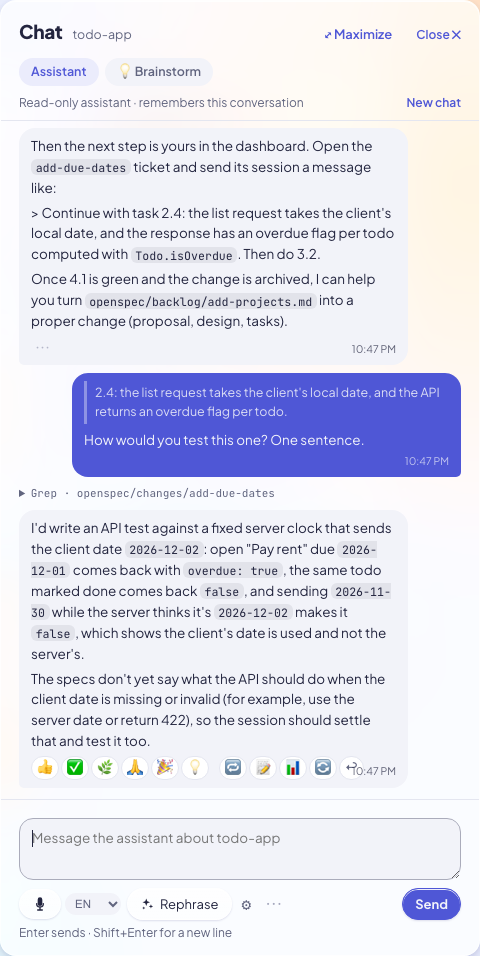 Chat todo-app
Maximize
Close
Assistant
Brainstorm
Read-only assistant · remembers this conversation
New chat
Then the next step is yours in the dashboard. Open the
add-due-dates ticket and send its session a message
like:
> Continue with task 2.4: the list request takes the client's
local date, and the response has an overdue flag per todo
computed with Todo.isOverdue. Then do 3.2.
Once 4.1 is green and the change is archived, I can help
you turn openspec/backlog/add-projects.md into a
proper change (proposal, design, tasks).
10:47 PM
2.4: the list request takes the client's local date, and the API
returns an overdue flag per todo.
How would you test this one? One sentence.
10:47 PM
Grep · openspec/changes/add-due-dates
I'd write an API test against a fixed server clock that sends
the client date 2026-12-02: open "Pay rent" due 2026-
12-01 comes back with overdue: true, the same todo
marked done comes back false, and sending 2026-11-
30 while the server thinks it's 2026-12-02 makes it
false, which shows the client's date is used and not the
server's.
The specs don't yet say what the API should do when the
client date is missing or invalid (for example, use the
server date or return 422), so the session should settle
that and test it too.
10:47 PM
Message the assistant about todo-app
EN
Rephrase
Send
Enter sends · Shift+Enter for a new line